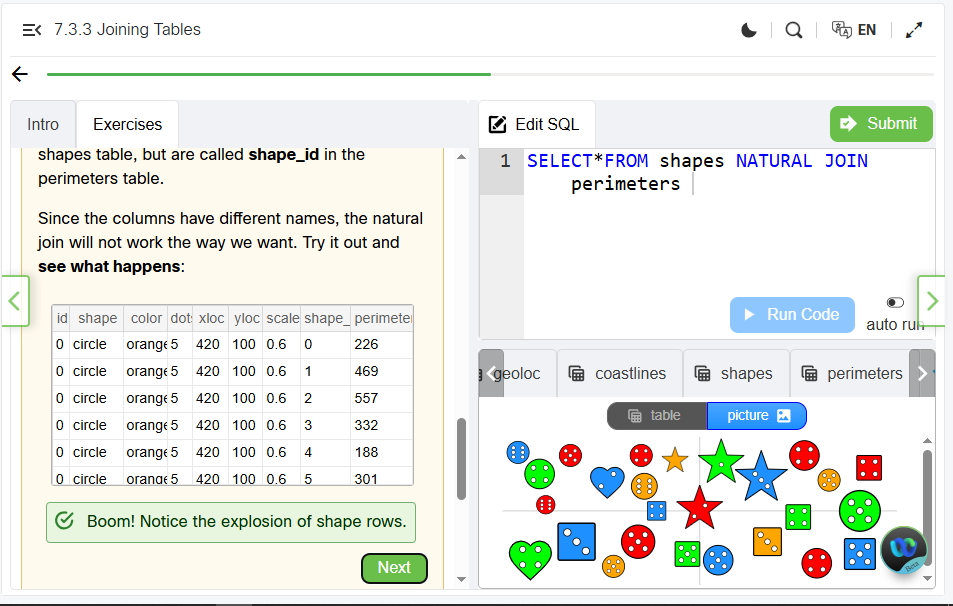 7.3.3 Joining Tables
EN
Intro
Exercises
shapes table, but are called shape_id in the
perimeters table.
Since the columns have different names, the natural
join will not work the way we want. Try it out and
see what happens:
id shape color dot: xloc yloc scale shape_ perimeter
0 circle orange 5 420 100 0.6 0 226
0 circle orange 5 420 100 0.6 1 469
0 circle orange 5 420 100 0.6 2 557
0 circle orange 5 420 100 0.6 3 332
0 circle orange 5 420 100 0.6 4 188
0 circle orange 5 420 100 0.6 5 301
Boom! Notice the explosion of shape rows.
Next
Edit SQL
Submit
1 SELECT*FROM shapes NATURAL JOIN
perimeters
Run Code
auto run
geoloc
coastlines
shapes
perimeters
table
picture
Beta